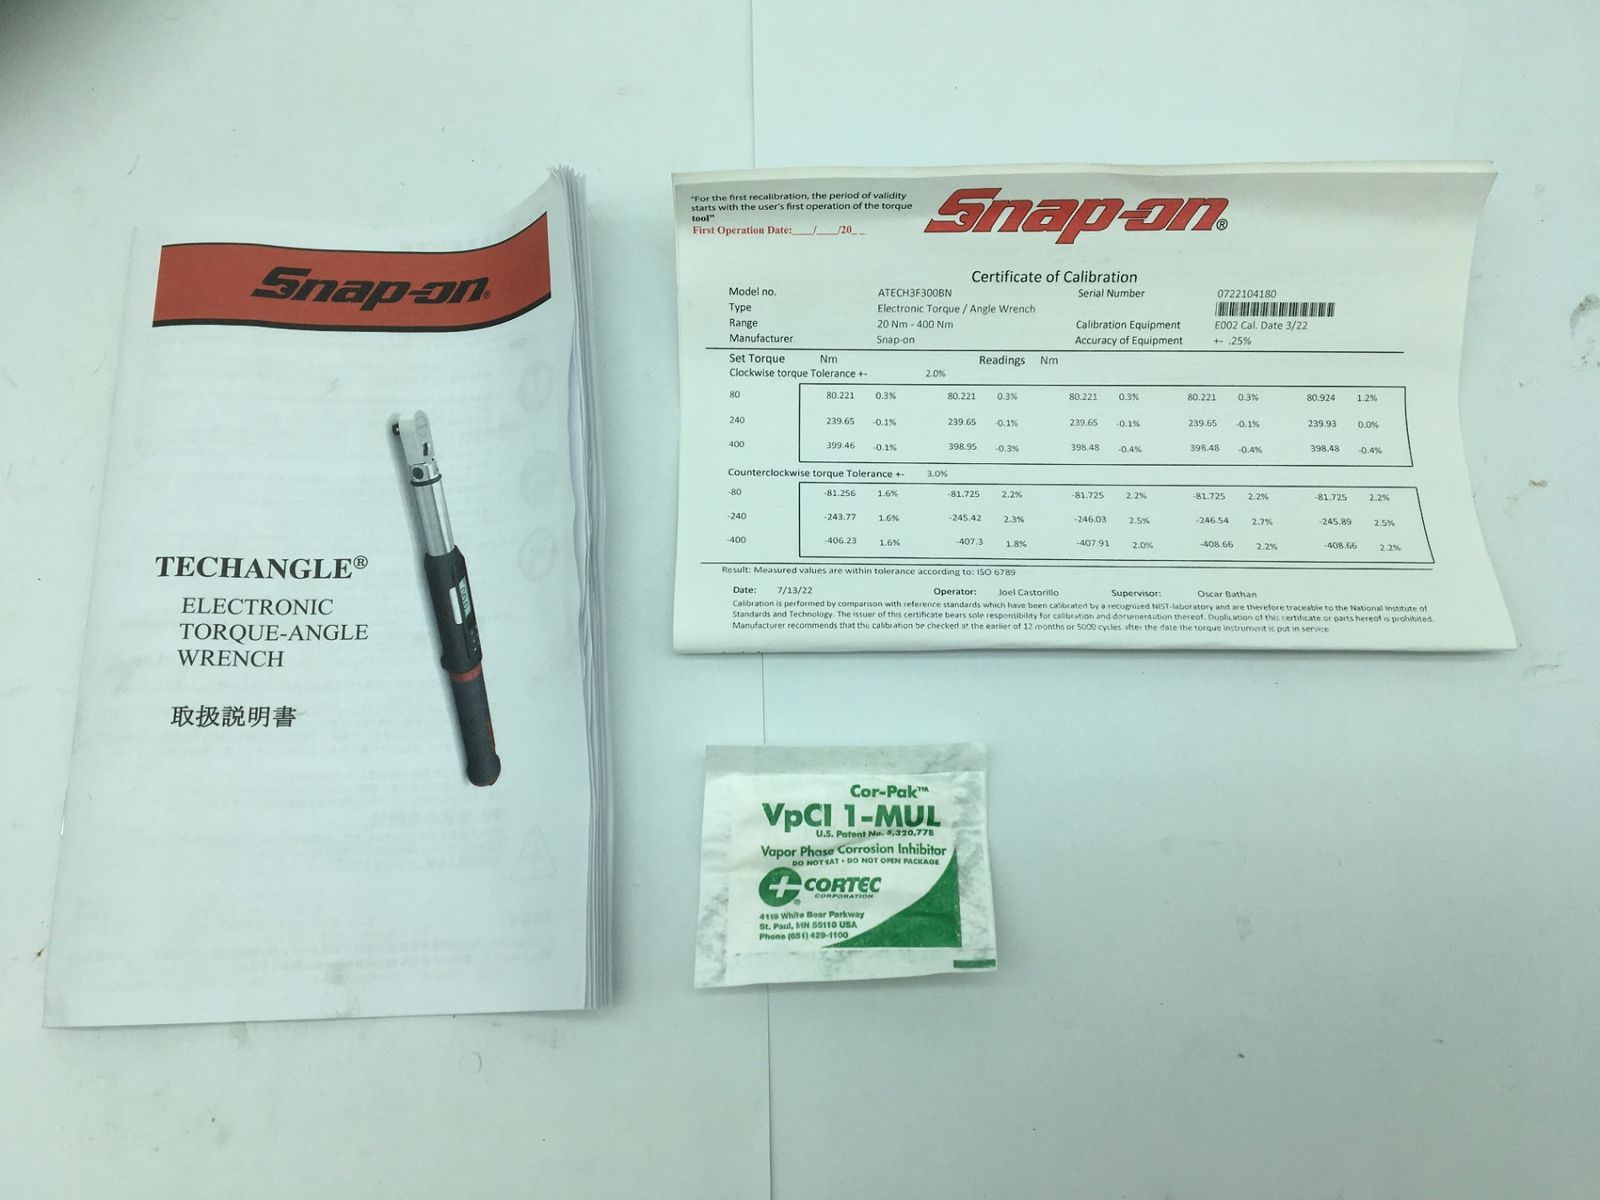 Snap-on®
TECHANGLE®
ELECTRONIC
TORQUE-ANGLE
WRENCH
取扱説明書
"For the first recalibration, the period of validity
starts with the user's first operation of the torque
tool"
First Operation Date:____/____/20_ _
Snap-on®
Certificate of Calibration
Model no. ATECH3F300BN Serial Number 0722104180
Type Electronic Torque / Angle Wrench
Range 20 Nm - 400 Nm Calibration Equipment E002 Cal. Date 3/22
Manufacturer Snap-on Accuracy of Equipment +- .25%
Set Torque Nm Readings Nm
Clockwise torque Tolerance +- 2.0%
80 80.221 0.3% 80.221 0.3% 80.221 0.3% 80.221 0.3% 80.924 1.2%
240 239.65 -0.1% 239.65 -0.1% 239.65 -0.1% 239.65 -0.1% 239.93 0.0%
400 399.46 -0.1% 398.95 -0.3% 398.48 -0.4% 398.48 -0.4% 398.48 -0.4%
Counterclockwise torque Tolerance +- 3.0%
-80 -81.256 1.6% -81.725 2.2% -81.725 2.2% -81.725 2.2% -81.725 2.2%
-240 -243.77 1.6% -245.42 2.3% -246.03 2.5% -246.54 2.7% -245.89 2.5%
-400 -406.23 1.6% -407.3 1.8% -407.91 2.0% -408.66 2.2% -408.66 2.2%
Result: Measured values are within tolerance according to: ISO 6789
Date: 7/13/22 Operator: Joel Castorillo Supervisor: Oscar Bathan
Calibration is performed by comparison with reference standards which have been calibrated by a recognized NIST-laboratory and are therefore traceable to the National Institute of
Standards and Technology. The issuer of this certificate bears sole responsibility for calibration and documentation thereof. Duplication of this certificate or parts hereof is prohibited.
Manufacturer recommends that the calibration be checked at the earlier of 12 months or 5000 cycles after the date the torque instrument is put in service
Cor-Pak™
VpCI 1-MUL
U.S. Patent No. 5,320,778
Vapor Phase Corrosion Inhibitor
DO NOT EAT • DO NOT OPEN PACKAGE
CORTEC
CORPORATION
4119 White Bear Parkway
St. Paul, MN 55110 USA
Phone (651) 429-1100